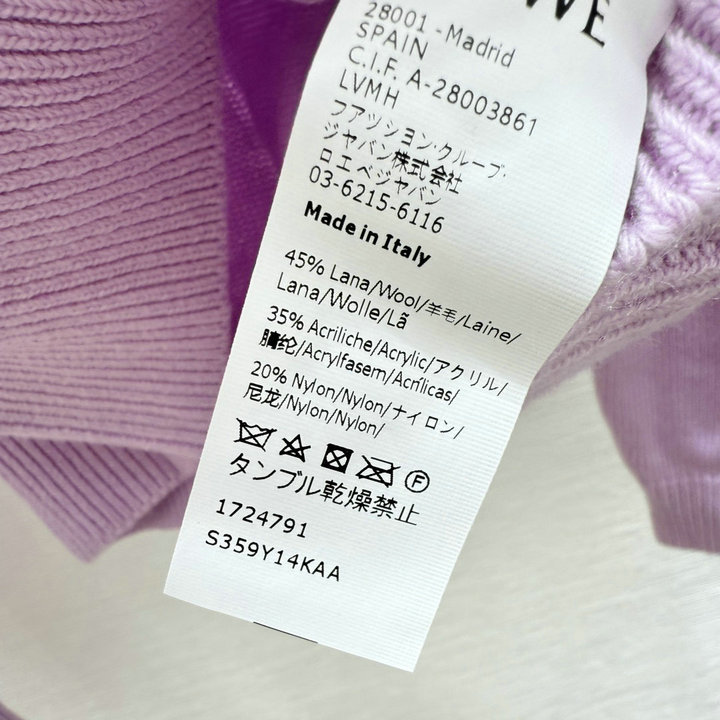 WE
28001 - Madrid
SPAIN
C.I.F. A-28003861
LVMH
ファッション・グループ・
ジャパン株式会社
ロエベジャパン
03-6215-6116
Made in Italy
45% Lana/Wool/羊毛/Laine/
Lana/Wolle/Lã
35% Acriliche/Acrylic/アクリル/
腈纶/Acrylfasern/Acrílicas/
20% Nylon/Nylon/ナイロン/
尼龙/Nylon/Nylon/
F
タンブル乾燥禁止
1724791
S359Y14KAA